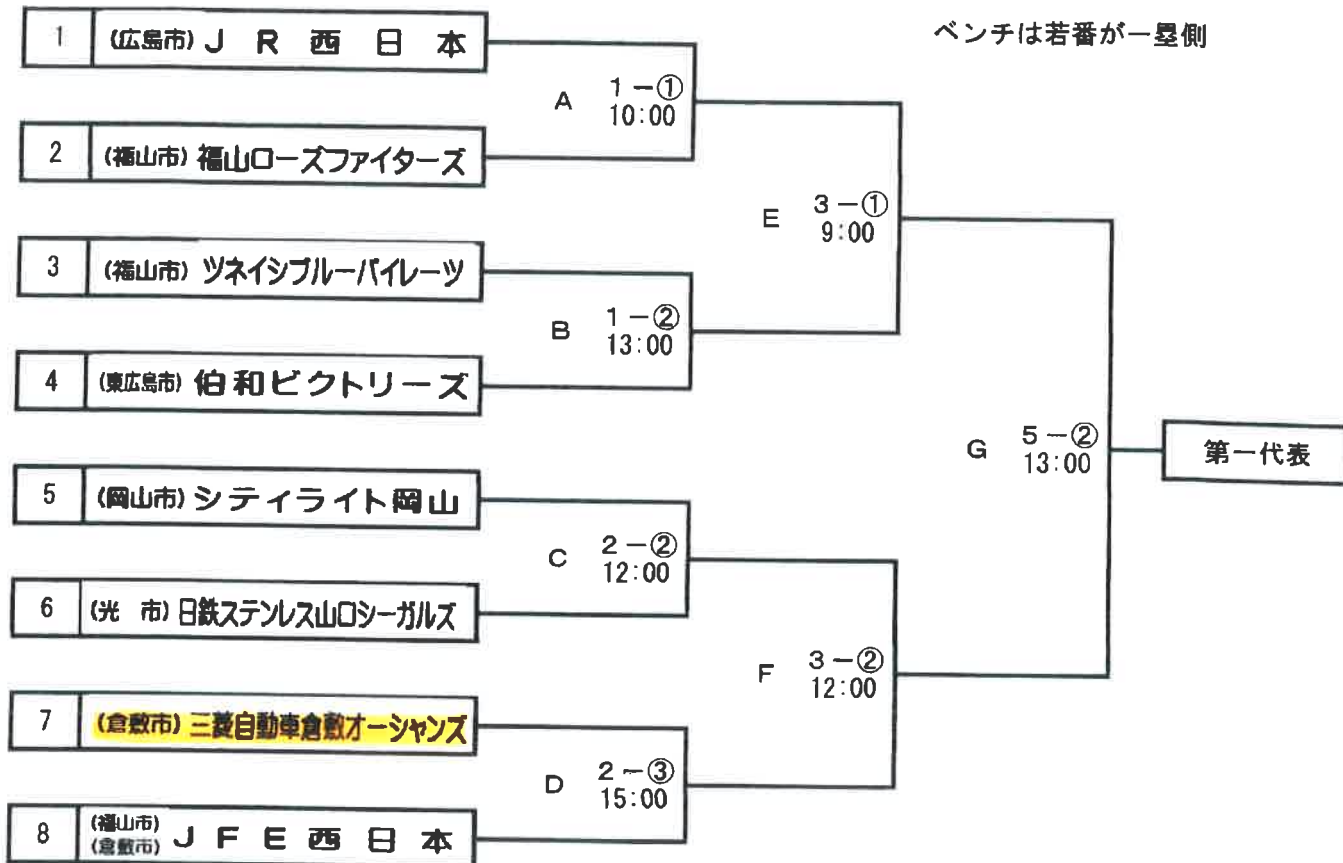 ベンチは若番が一塁側
1 (広島市) JR西日本
A 1－① 10:00
2 (福山市) 福山ローズファイターズ
E 3－① 9:00
3 (福山市) ツネイシブルーパイレーツ
B 1－② 13:00
4 (東広島市) 伯和ビクトリーズ
G 5－② 13:00
第一代表
5 (岡山市) シティライト岡山
C 2－② 12:00
6 (光 市) 日鉄ステンレス山口シーガルズ
F 3－② 12:00
7 (倉敷市) 三菱自動車倉敷オーシャンズ
D 2－③ 15:00
8 (福山市) (倉敷市) JFE西日本